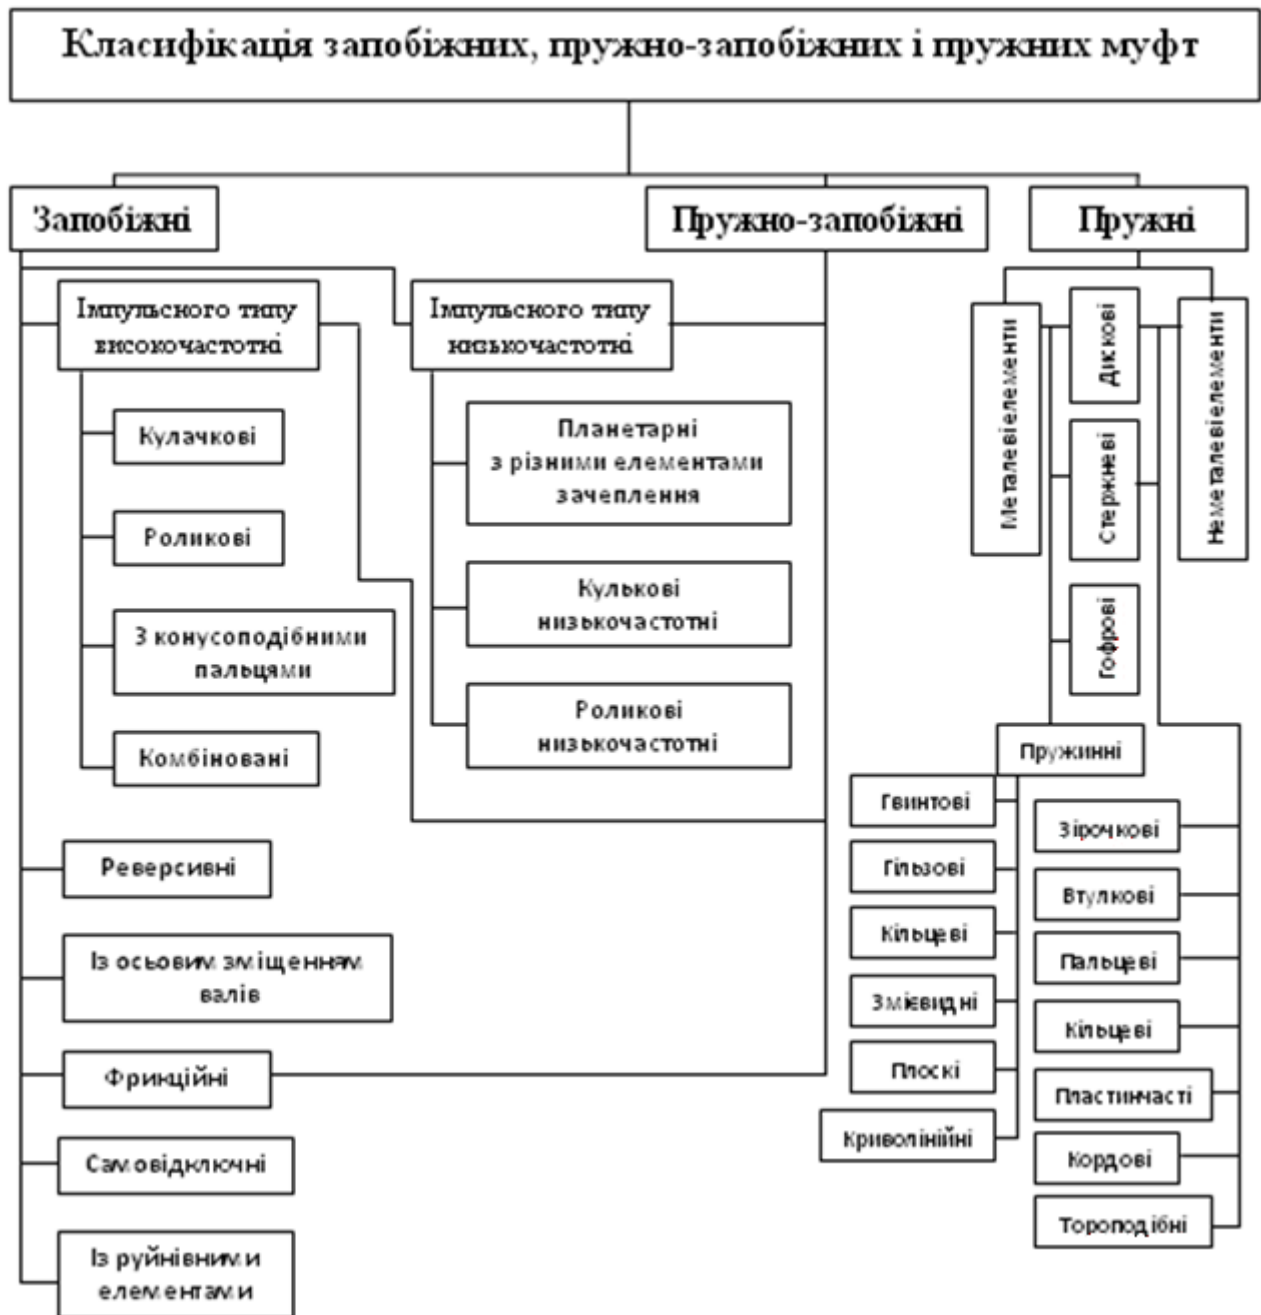 Класифікація запобіжних, пружно-запобіжних і пружних муфт
Запобіжні
Пружно-запобіжні
Пружні
Імпульсного типу
високочастотні
Кулачкові
Роликові
З конусоподібними
пальцями
Комбіновані
Імпульсного типу
низькочастотні
Планетарні
з різними елементами
зачеплення
Кулькові
низькочастотні
Роликові
низькочастотні
Реверсивні
Із осьовим зміщенням
валів
Фрикційні
Самовідключні
Із руйнівними
елементами
Металевіелементи
Дискові
Стержневі
Гофрові
Неметалевіелементи
Пружинні
Гвинтові
Гільзові
Кільцеві
Змієвидні
Плоскі
Криволінійні
Зірочкові
Втулкові
Пальцеві
Кільцеві
Пластинчасті
Кордові
Тороподібні